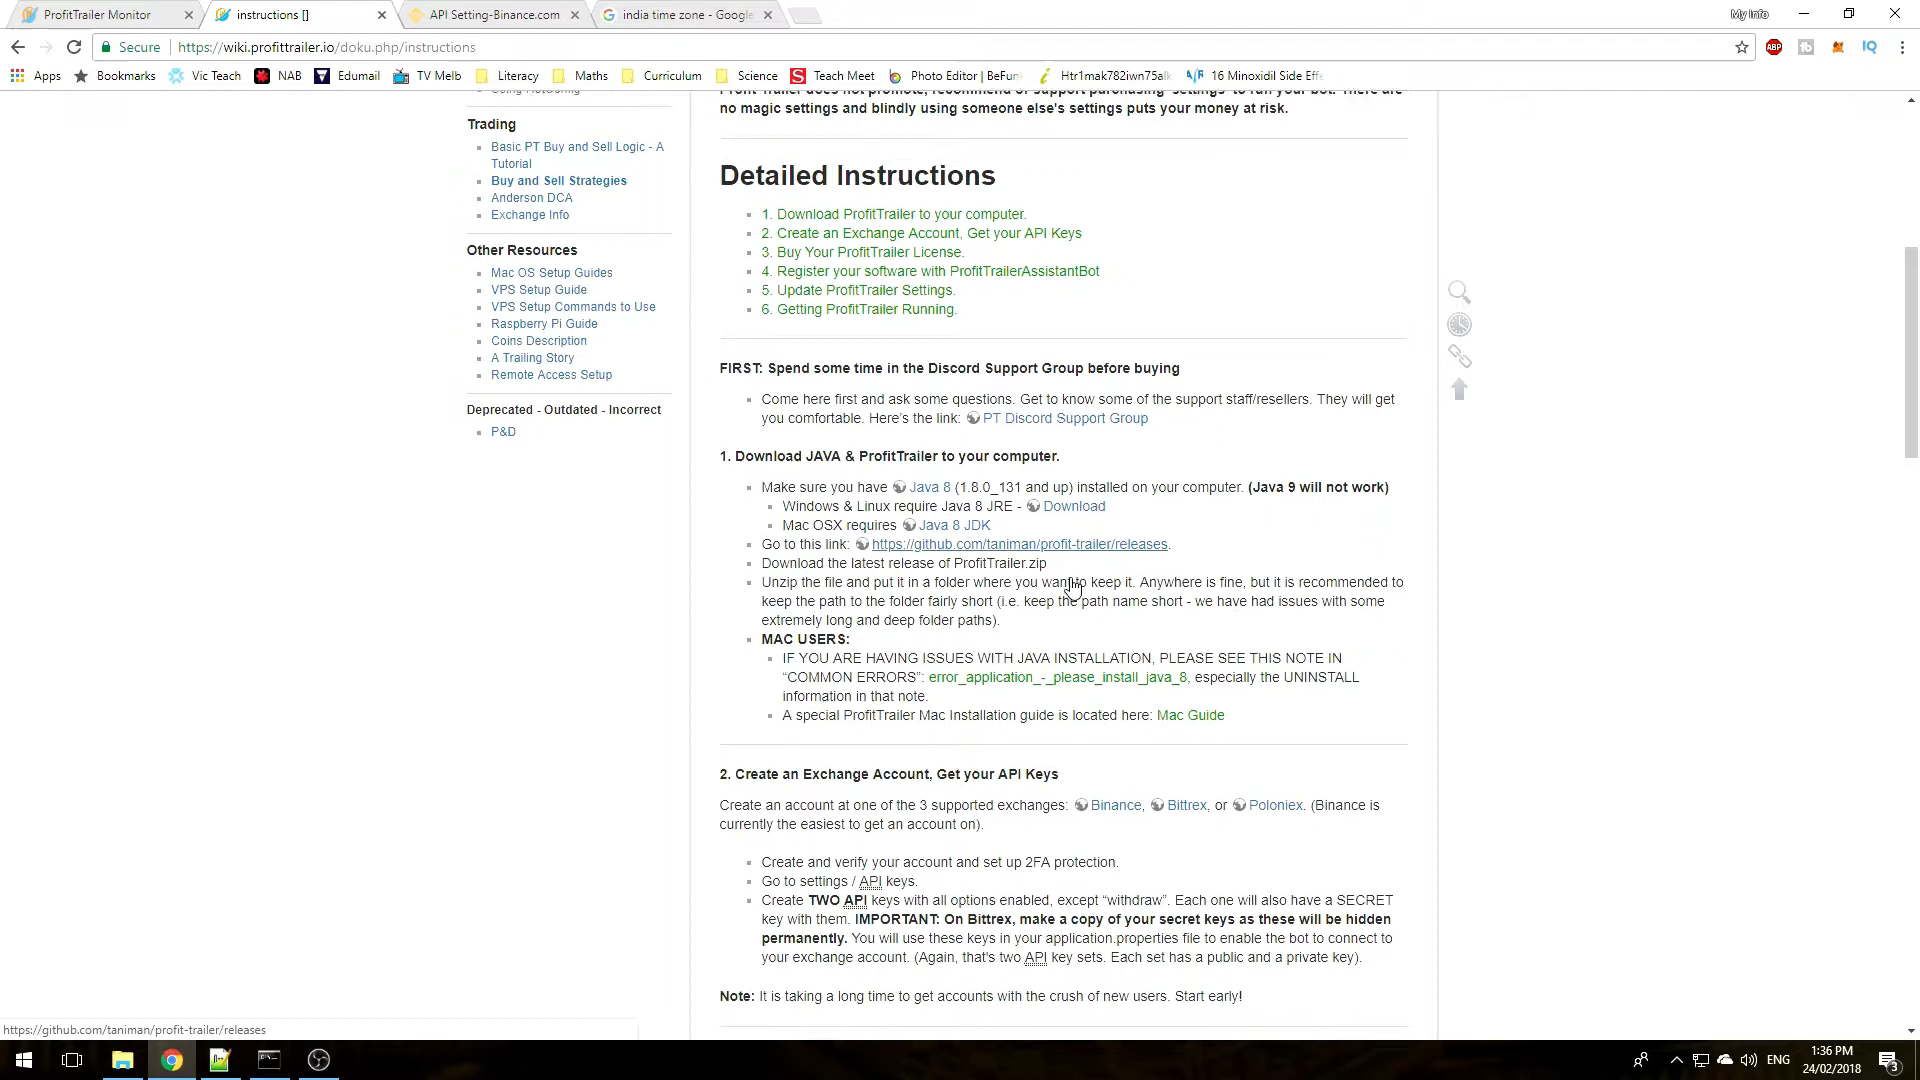 ProfitTrailer Monitor
instructions []
API Setting-Binance.com
india time zone - Google
My Info
Secure
https://wiki.profittrailer.io/doku.php/instructions
ABP
IQ
Apps
Bookmarks
Vic Teach
NAB
Edumail
TV Melb
Literacy
Maths
Curriculum
Science
Teach Meet
Photo Editor | BeFun
Htr1mak782iwn75alk
16 Minoxidil Side Effe
Using HotConfig
Trading
Basic PT Buy and Sell Logic - A
Tutorial
Buy and Sell Strategies
Anderson DCA
Exchange Info
Other Resources
Mac OS Setup Guides
VPS Setup Guide
VPS Setup Commands to Use
Raspberry Pi Guide
Coins Description
A Trailing Story
Remote Access Setup
Deprecated - Outdated - Incorrect
P&D
Profit Trailer does not promote, recommend or support purchasing "settings" to run your bot. There are
no magic settings and blindly using someone else's settings puts your money at risk.
Detailed Instructions
1. Download ProfitTrailer to your computer.
2. Create an Exchange Account, Get your API Keys
3. Buy Your ProfitTrailer License.
4. Register your software with ProfitTrailerAssistantBot
5. Update ProfitTrailer Settings.
6. Getting ProfitTrailer Running.
FIRST: Spend some time in the Discord Support Group before buying
Come here first and ask some questions. Get to know some of the support staff/resellers. They will get
you comfortable. Here's the link: PT Discord Support Group
1. Download JAVA & ProfitTrailer to your computer.
Make sure you have Java 8 (1.8.0_131 and up) installed on your computer. (Java 9 will not work)
Windows & Linux require Java 8 JRE - Download
Mac OSX requires Java 8 JDK
Go to this link: https://github.com/taniman/profit-trailer/releases.
Download the latest release of ProfitTrailer.zip
Unzip the file and put it in a folder where you want to keep it. Anywhere is fine, but it is recommended to
keep the path to the folder fairly short (i.e. keep the path name short - we have had issues with some
extremely long and deep folder paths).
MAC USERS:
IF YOU ARE HAVING ISSUES WITH JAVA INSTALLATION, PLEASE SEE THIS NOTE IN
“COMMON ERRORS”: error_application_-_please_install_java_8, especially the UNINSTALL
information in that note.
A special ProfitTrailer Mac Installation guide is located here: Mac Guide
2. Create an Exchange Account, Get your API Keys
Create an account at one of the 3 supported exchanges: Binance, Bittrex, or Poloniex. (Binance is
currently the easiest to get an account on).
Create and verify your account and set up 2FA protection.
Go to settings / API keys.
Create TWO API keys with all options enabled, except “withdraw”. Each one will also have a SECRET
key with them. IMPORTANT: On Bittrex, make a copy of your secret keys as these will be hidden
permanently. You will use these keys in your application.properties file to enable the bot to connect to
your exchange account. (Again, that's two API key sets. Each set has a public and a private key).
Note: It is taking a long time to get accounts with the crush of new users. Start early!
https://github.com/taniman/profit-trailer/releases
ENG
1:36 PM
24/02/2018
3